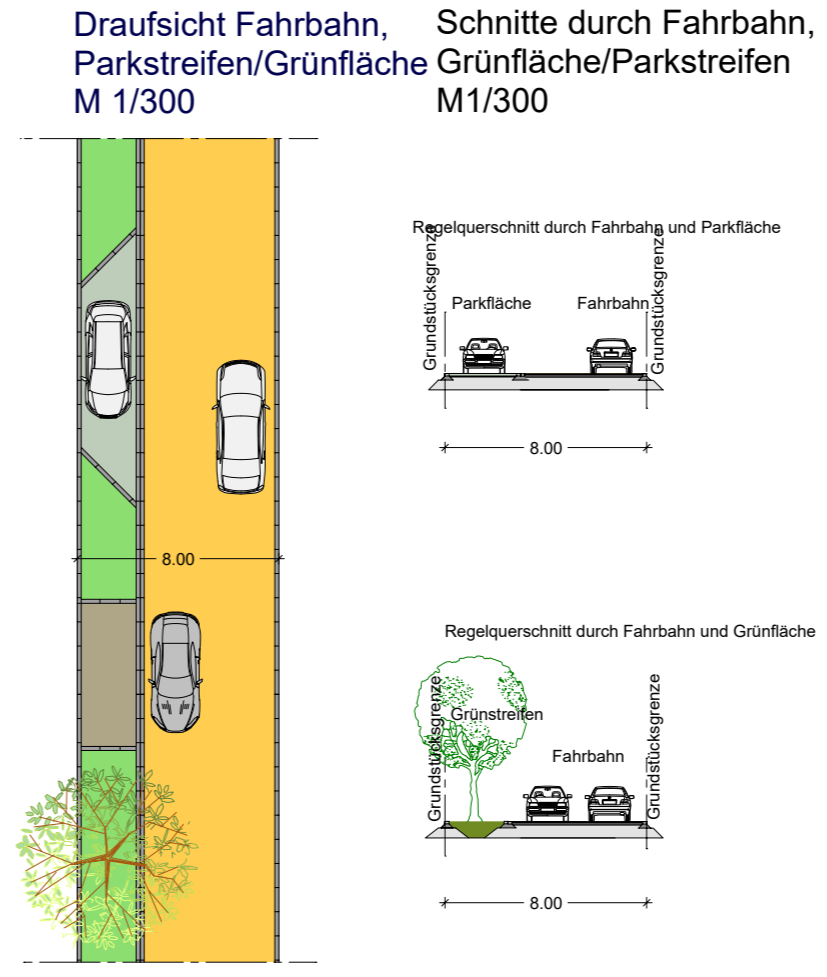 Draufsicht Fahrbahn,
Parkstreifen/Grünfläche
M 1/300
Schnitte durch Fahrbahn,
Grünfläche/Parkstreifen
M1/300
8.00
Regelquerschnitt durch Fahrbahn und Parkfläche
Grundstücksgrenze
Parkfläche
Fahrbahn
Grundstücksgrenze
8.00
Regelquerschnitt durch Fahrbahn und Grünfläche
Grundstücksgrenze
Grünstreifen
Fahrbahn
Grundstücksgrenze
8.00